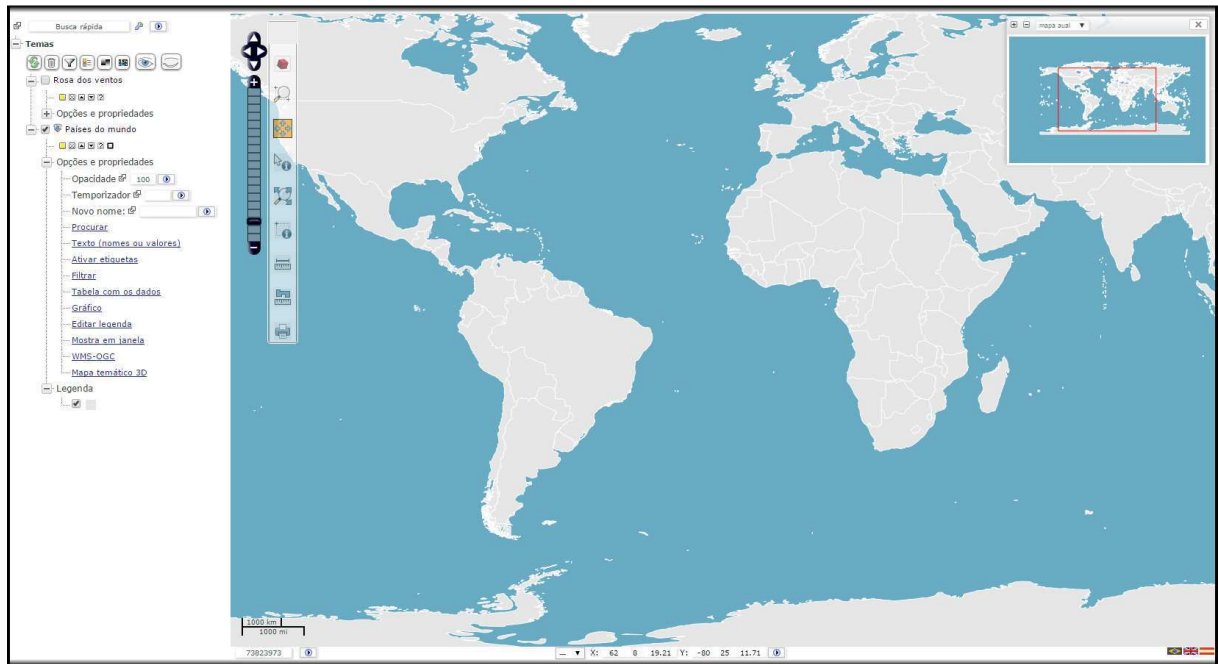 Busca rápida
Temas
Rosa dos ventos
Opções e propriedades
Países do mundo
Opções e propriedades
Opacidade 100
Temporizador
Novo nome:
Procurar
Texto (nomes ou valores)
Ativar etiquetas
Filtrar
Tabela com os dados
Gráfico
Editar legenda
Mostra em janela
WMS-OGC
Mapa temático 3D
Legenda
1000 km
1000 mi
73823973
X: 62 8 19.21 Y: -80 25 11.71